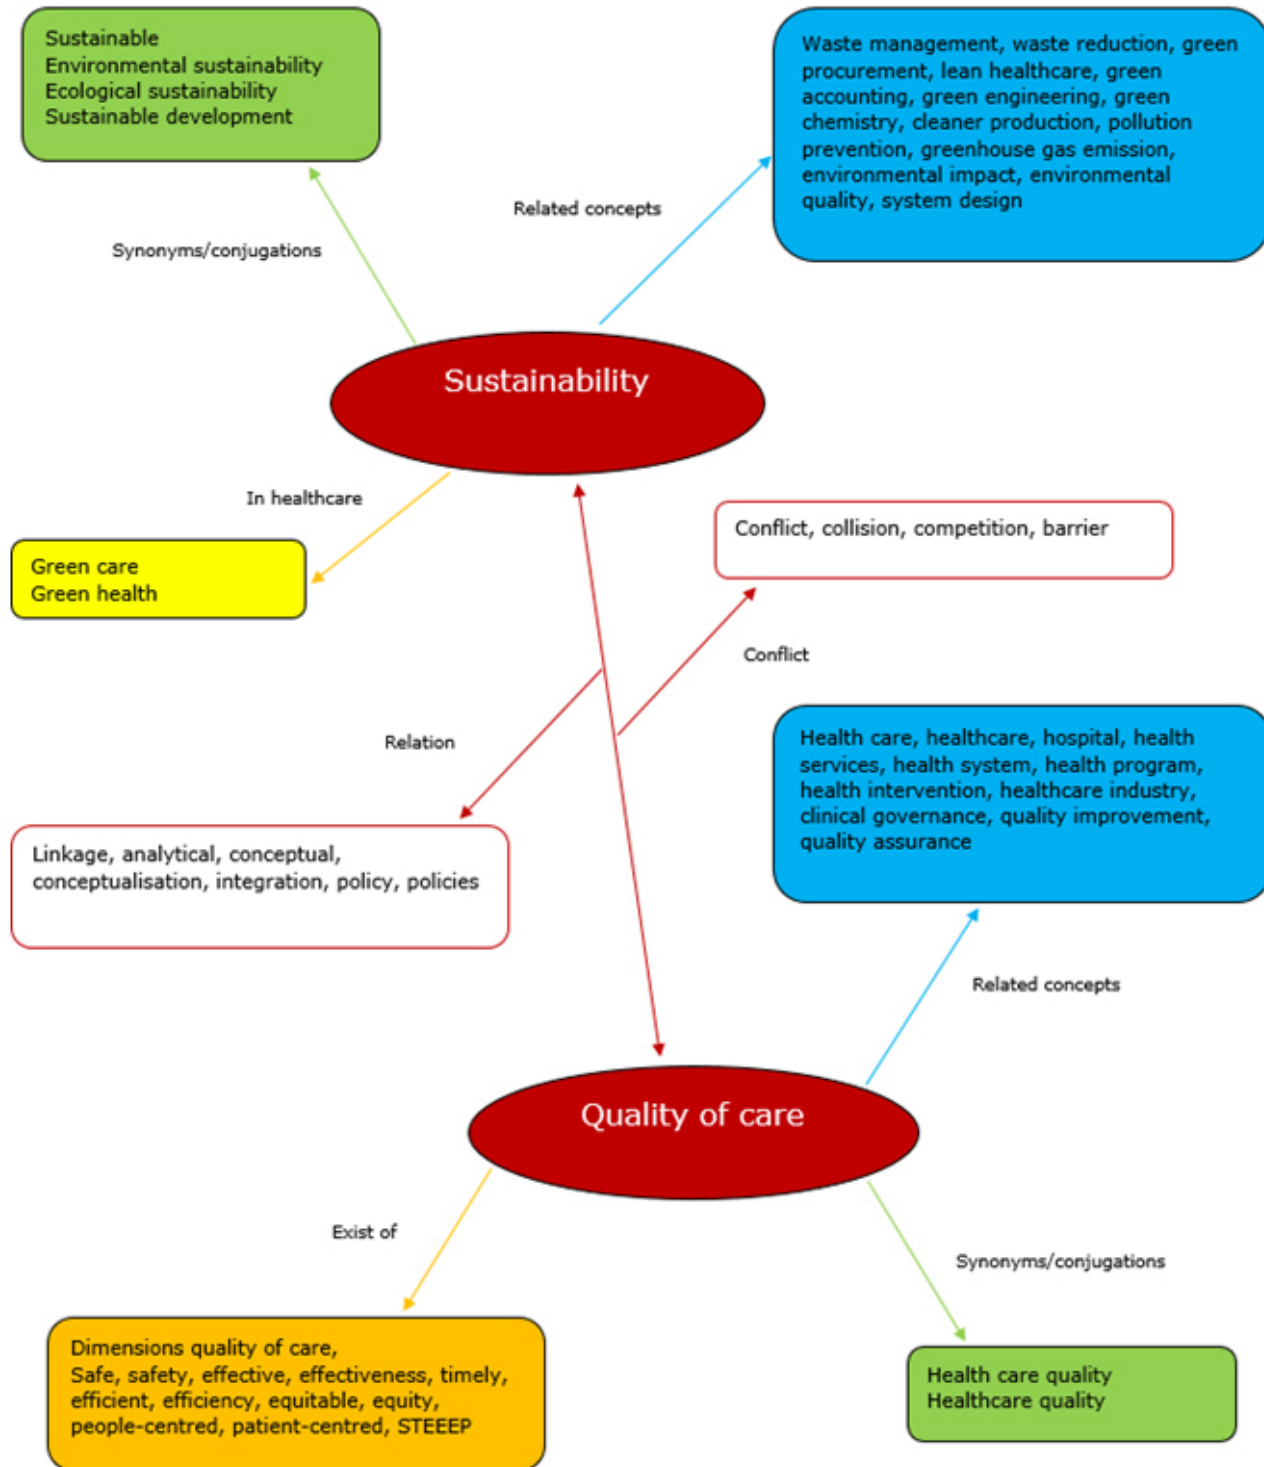 Sustainable
Environmental sustainability
Ecological sustainability
Sustainable development
Waste management, waste reduction, green
procurement, lean healthcare, green
accounting, green engineering, green
chemistry, cleaner production, pollution
prevention, greenhouse gas emission,
environmental impact, environmental
quality, system design
Related concepts
Synonyms/conjugations
Sustainability
In healthcare
Green care
Green health
Conflict, collision, competition, barrier
Conflict
Relation
Health care, healthcare, hospital, health
services, health system, health program,
health intervention, healthcare industry,
clinical governance, quality improvement,
quality assurance
Linkage, analytical, conceptual,
conceptualisation, integration, policy, policies
Related concepts
Quality of care
Exist of
Synonyms/conjugations
Dimensions quality of care,
Safe, safety, effective, effectiveness, timely,
efficient, efficiency, equitable, equity,
people-centred, patient-centred, STEEEP
Health care quality
Healthcare quality